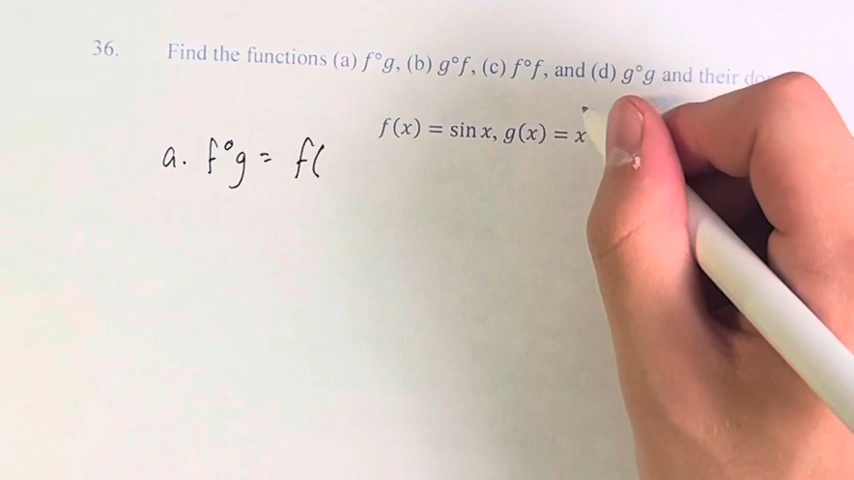 36. Find the functions (a) f°g, (b) g°f, (c) f°f, and (d) g°g and their
f(x) = sin x, g(x) = x
a. f°g = f(